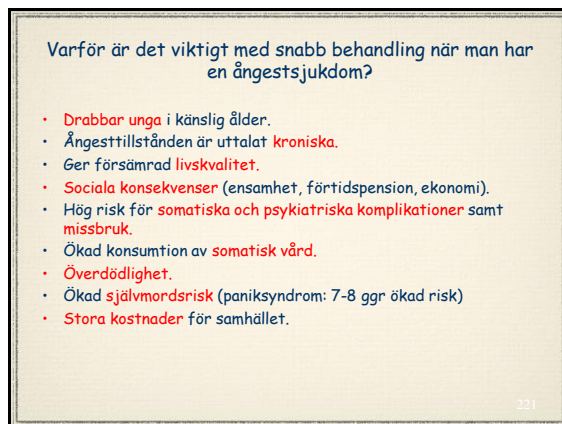 Varför är det viktigt med snabb behandling när man har
en ångestsjukdom?
• Drabbar unga i känslig ålder.
• Ångesttillstånden är uttalat kroniska.
• Ger försämrad livskvalitet.
• Sociala konsekvenser (ensamhet, förtidspension, ekonomi).
• Hög risk för somatiska och psykiatriska komplikationer samt
missbruk.
• Ökad konsumtion av somatisk vård.
• Överdödlighet.
• Ökad självmordsrisk (paniksyndrom: 7-8 ggr ökad risk)
• Stora kostnader för samhället.
221